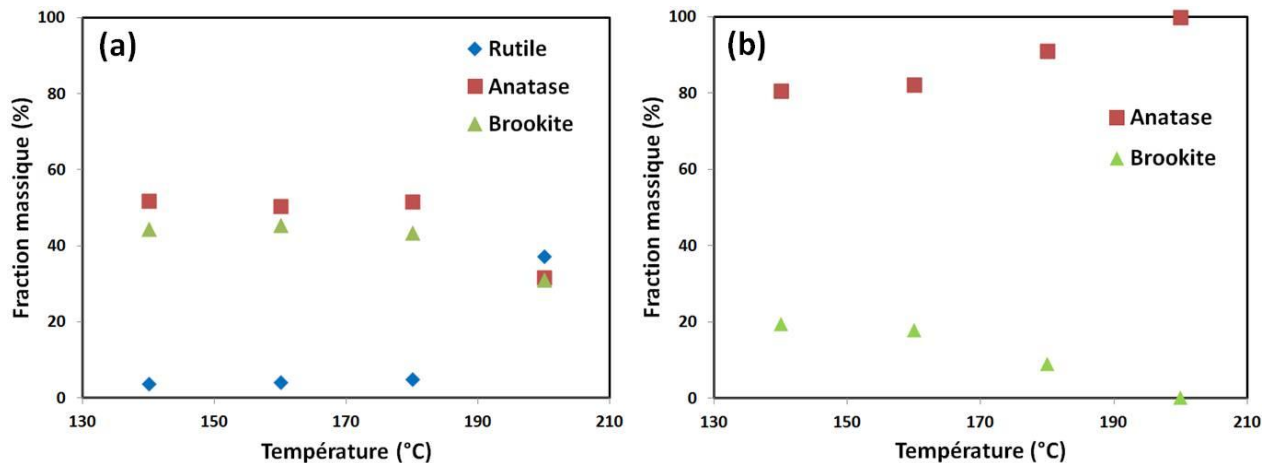 (a)
Rutile
Anatase
Brookite
Fraction massique (%)
100
80
60
40
20
0
130
150
170
190
210
Température (°C)
(b)
Anatase
Brookite
Fraction massique (%)
100
80
60
40
20
0
130
150
170
190
210
Température (°C)